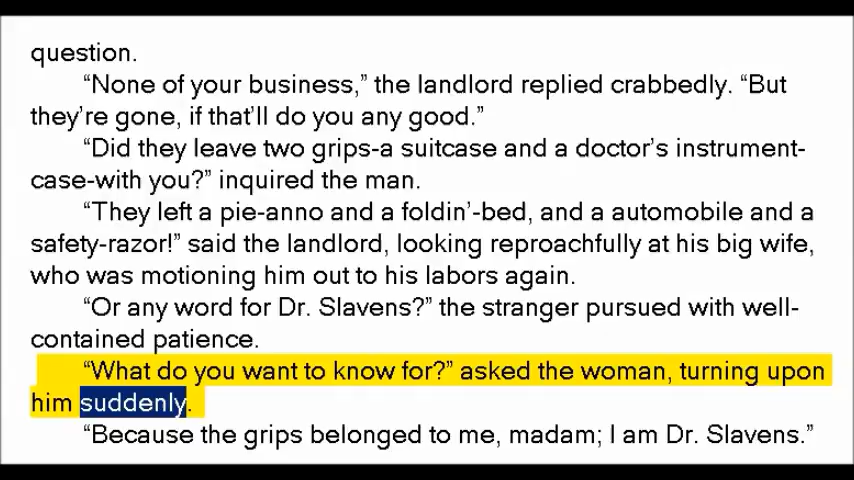 question.
“None of your business,” the landlord replied crabbedly. “But
they’re gone, if that’ll do you any good.”
“Did they leave two grips-a suitcase and a doctor’s instrument-
case-with you?” inquired the man.
“They left a pie-anno and a foldin’-bed, and a automobile and a
safety-razor!” said the landlord, looking reproachfully at his big wife,
who was motioning him out to his labors again.
“Or any word for Dr. Slavens?” the stranger pursued with well-
contained patience.
“What do you want to know for?” asked the woman, turning upon
him suddenly.
“Because the grips belonged to me, madam; I am Dr. Slavens.”